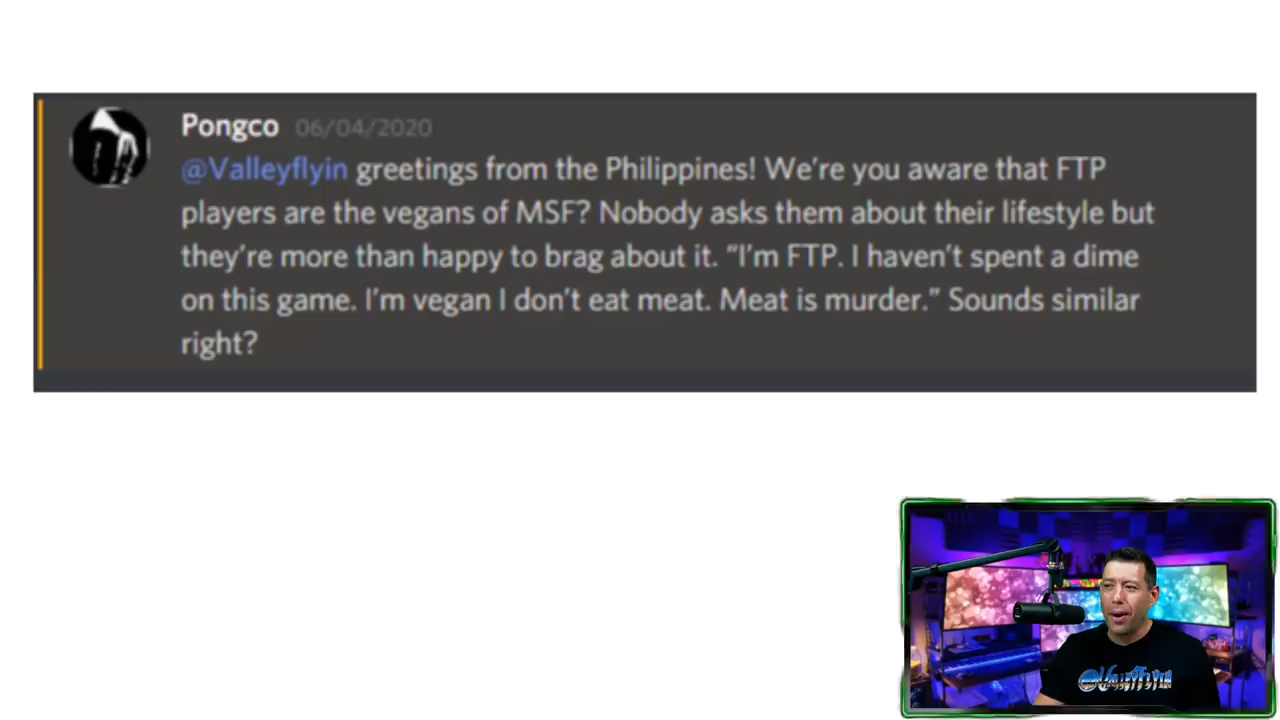 Pongco 06/04/2020
@Valleyflyin greetings from the Philippines! We're you aware that FTP
players are the vegans of MSF? Nobody asks them about their lifestyle but
they're more than happy to brag about it. "I'm FTP. I haven't spent a dime
on this game. I'm vegan I don't eat meat. Meat is murder." Sounds similar
right?
VALLEYFLYIN